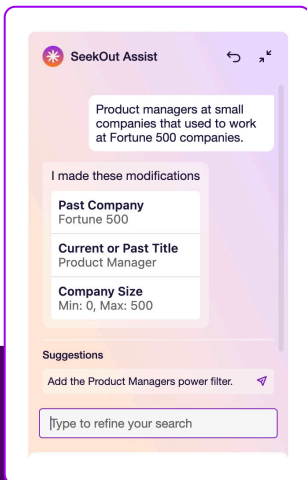 SeekOut Assist
Product managers at small
companies that used to work
at Fortune 500 companies.
I made these modifications
Past Company
Fortune 500
Current or Past Title
Product Manager
Company Size
Min: 0, Max: 500
Suggestions
Add the Product Managers power filter.
Type to refine your search